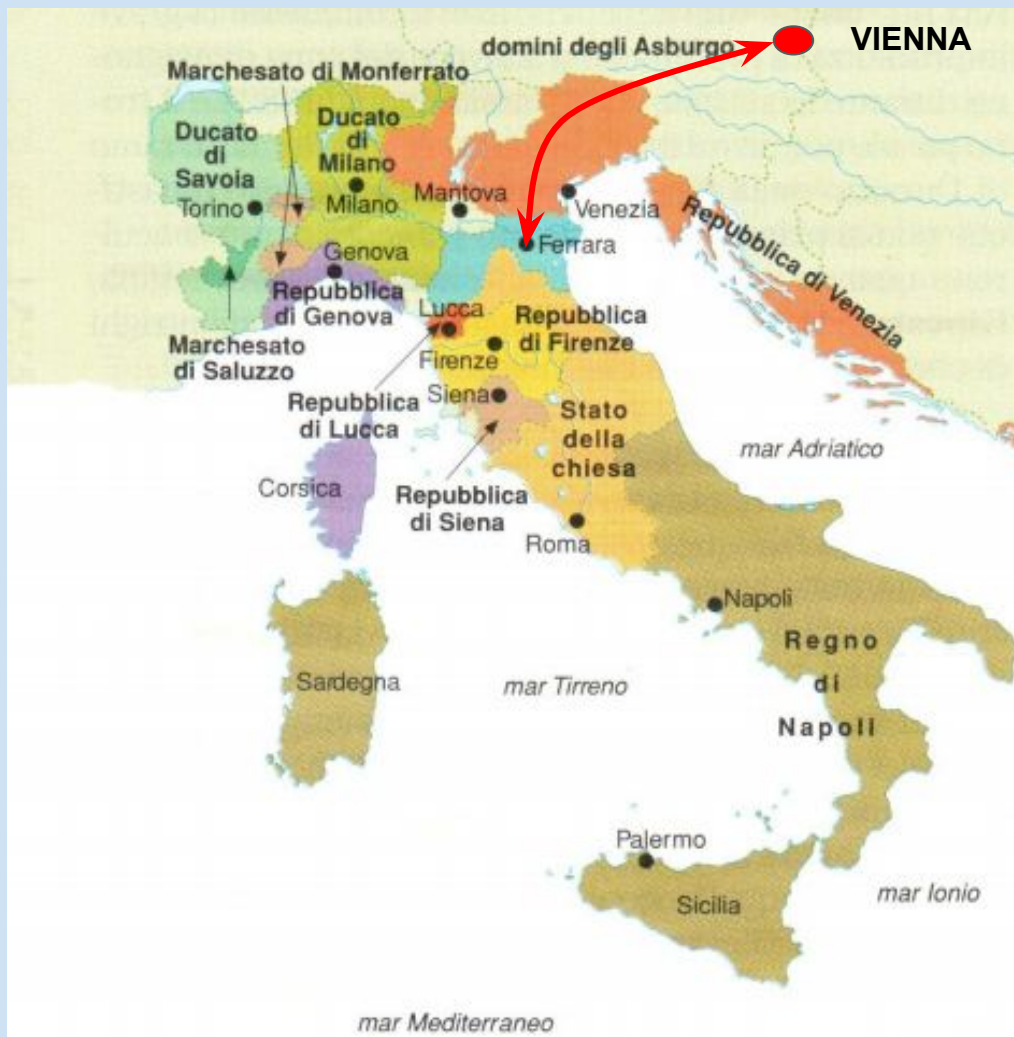 VIENNA
domini degli Asburgo
Marchesato di Monferrato
Ducato
di
Savoia
Ducato
di
Milano
Torino
Milano
Mantova
Venezia
Ferrara
Genova
Repubblica
di Genova
Repubblica di Venezia
Lucca
Repubblica
di Firenze
Marchesato
di Saluzzo
Firenze
Siena
Repubblica
di Lucca
Stato
della
chiesa
mar Adriatico
Corsica
Repubblica
di Siena
Roma
Napoli
Regno
di
Napoli
Sardegna
mar Tirreno
Palermo
Sicilia
mar Ionio
mar Mediterraneo